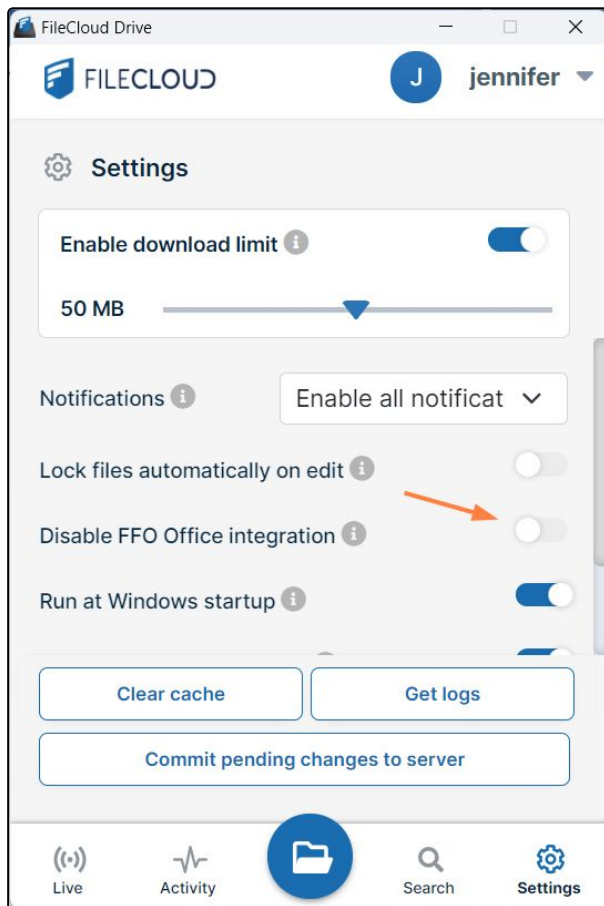 FileCloud Drive
FILECLOUD
J
jennifer
Settings
Enable download limit
50 MB
Notifications
Enable all notificat
Lock files automatically on edit
Disable FFO Office integration
Run at Windows startup
Clear cache
Get logs
Commit pending changes to server
Live
Activity
Search
Settings